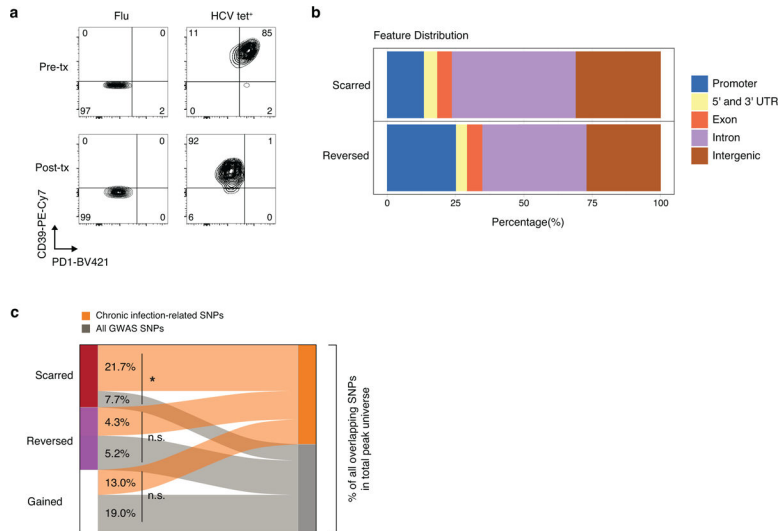 a
Flu
HCV tet⁺
Pre-tx
0
0
97
2
11
85
0
2
Post-tx
0
0
99
0
92
1
6
0
CD39-PE-Cy7
PD1-BV421
b
Feature Distribution
Scarred
Reversed
0
25
50
75
100
Percentage(%)
Promoter
5' and 3' UTR
Exon
Intron
Intergenic
c
Chronic infection-related SNPs
All GWAS SNPs
Scarred
21.7%
*
7.7%
Reversed
4.3%
n.s.
5.2%
Gained
13.0%
n.s.
19.0%
% of all overlapping SNPs
in total peak universe